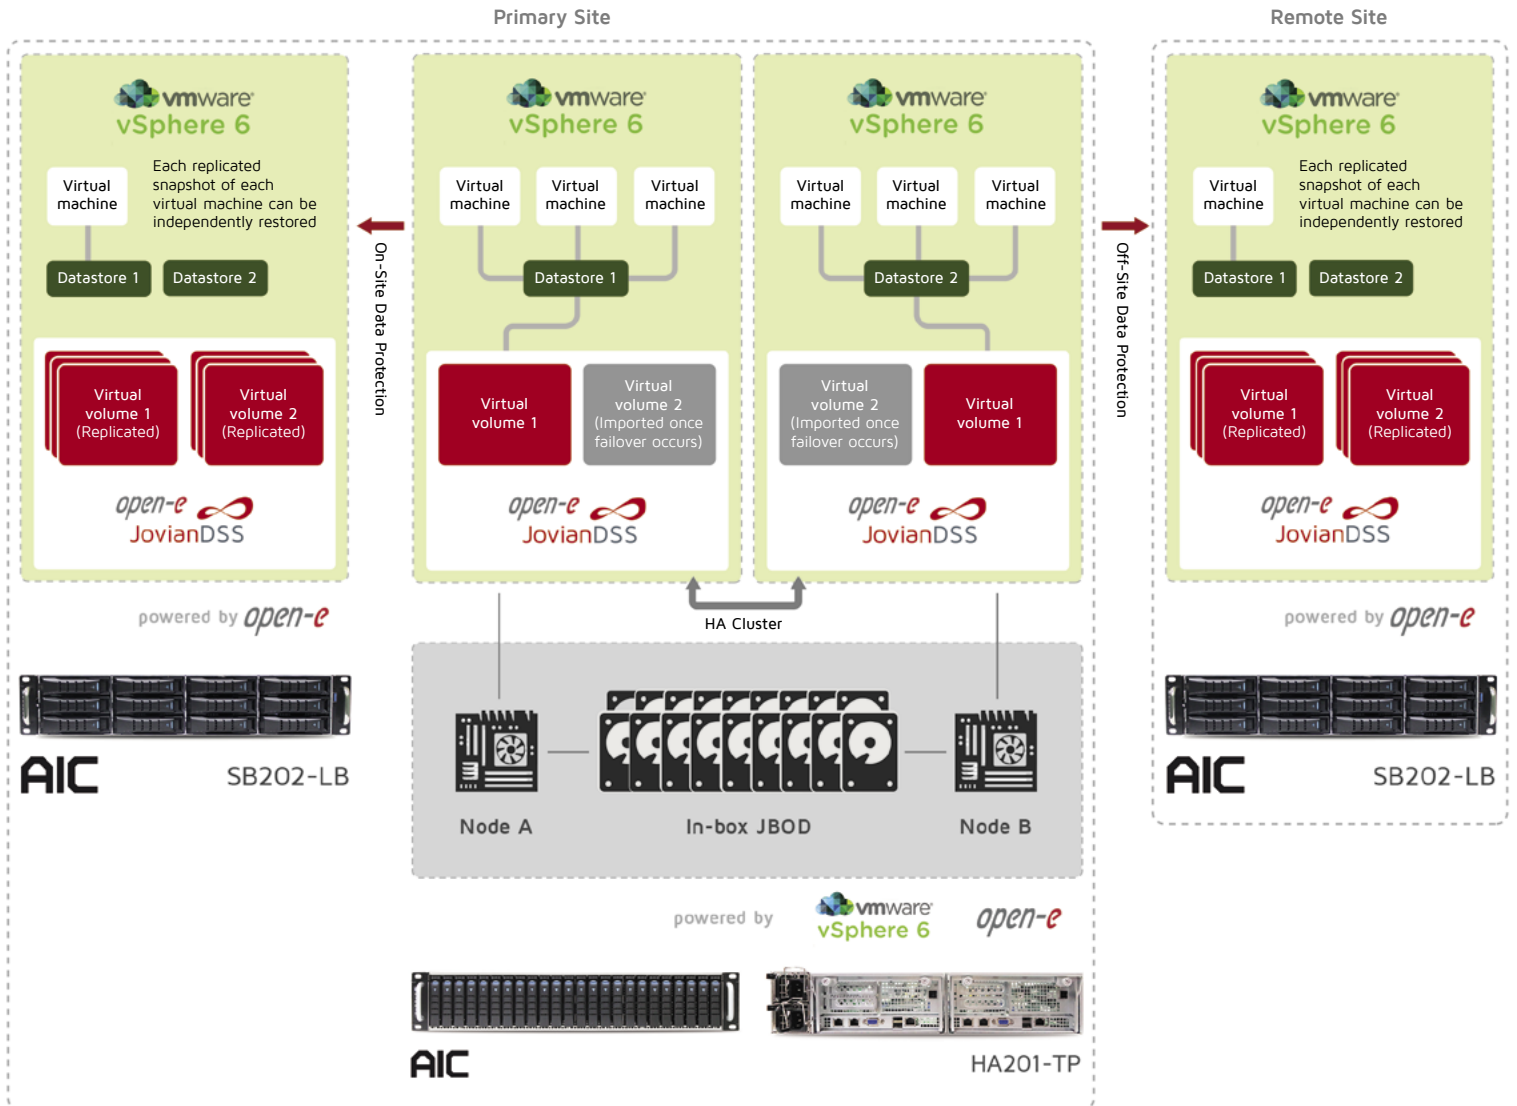 Primary Site
Remote Site
vmware®
vSphere 6
Each replicated
snapshot of each
virtual machine can be
independently restored
Virtual
machine
Datastore 1
Datastore 2
Virtual
volume 1
(Replicated)
Virtual
volume 2
(Replicated)
open-e
JovianDSS
powered by open-e
AIC
SB202-LB
On-Site Data Protection
vmware®
vSphere 6
Virtual
machine
Virtual
machine
Virtual
machine
Datastore 1
Virtual
volume 1
Virtual
volume 2
(Imported once
failover occurs)
open-e
JovianDSS
vmware®
vSphere 6
Virtual
machine
Virtual
machine
Virtual
machine
Datastore 2
Virtual
volume 2
(Imported once
failover occurs)
Virtual
volume 1
open-e
JovianDSS
HA Cluster
Node A
In-box JBOD
Node B
powered by
vmware®
vSphere 6
open-e
AIC
HA201-TP
Off-Site Data Protection
vmware®
vSphere 6
Virtual
machine
Each replicated
snapshot of each
virtual machine can be
independently restored
Datastore 1
Datastore 2
Virtual
volume 1
(Replicated)
Virtual
volume 2
(Replicated)
open-e
JovianDSS
powered by open-e
AIC
SB202-LB